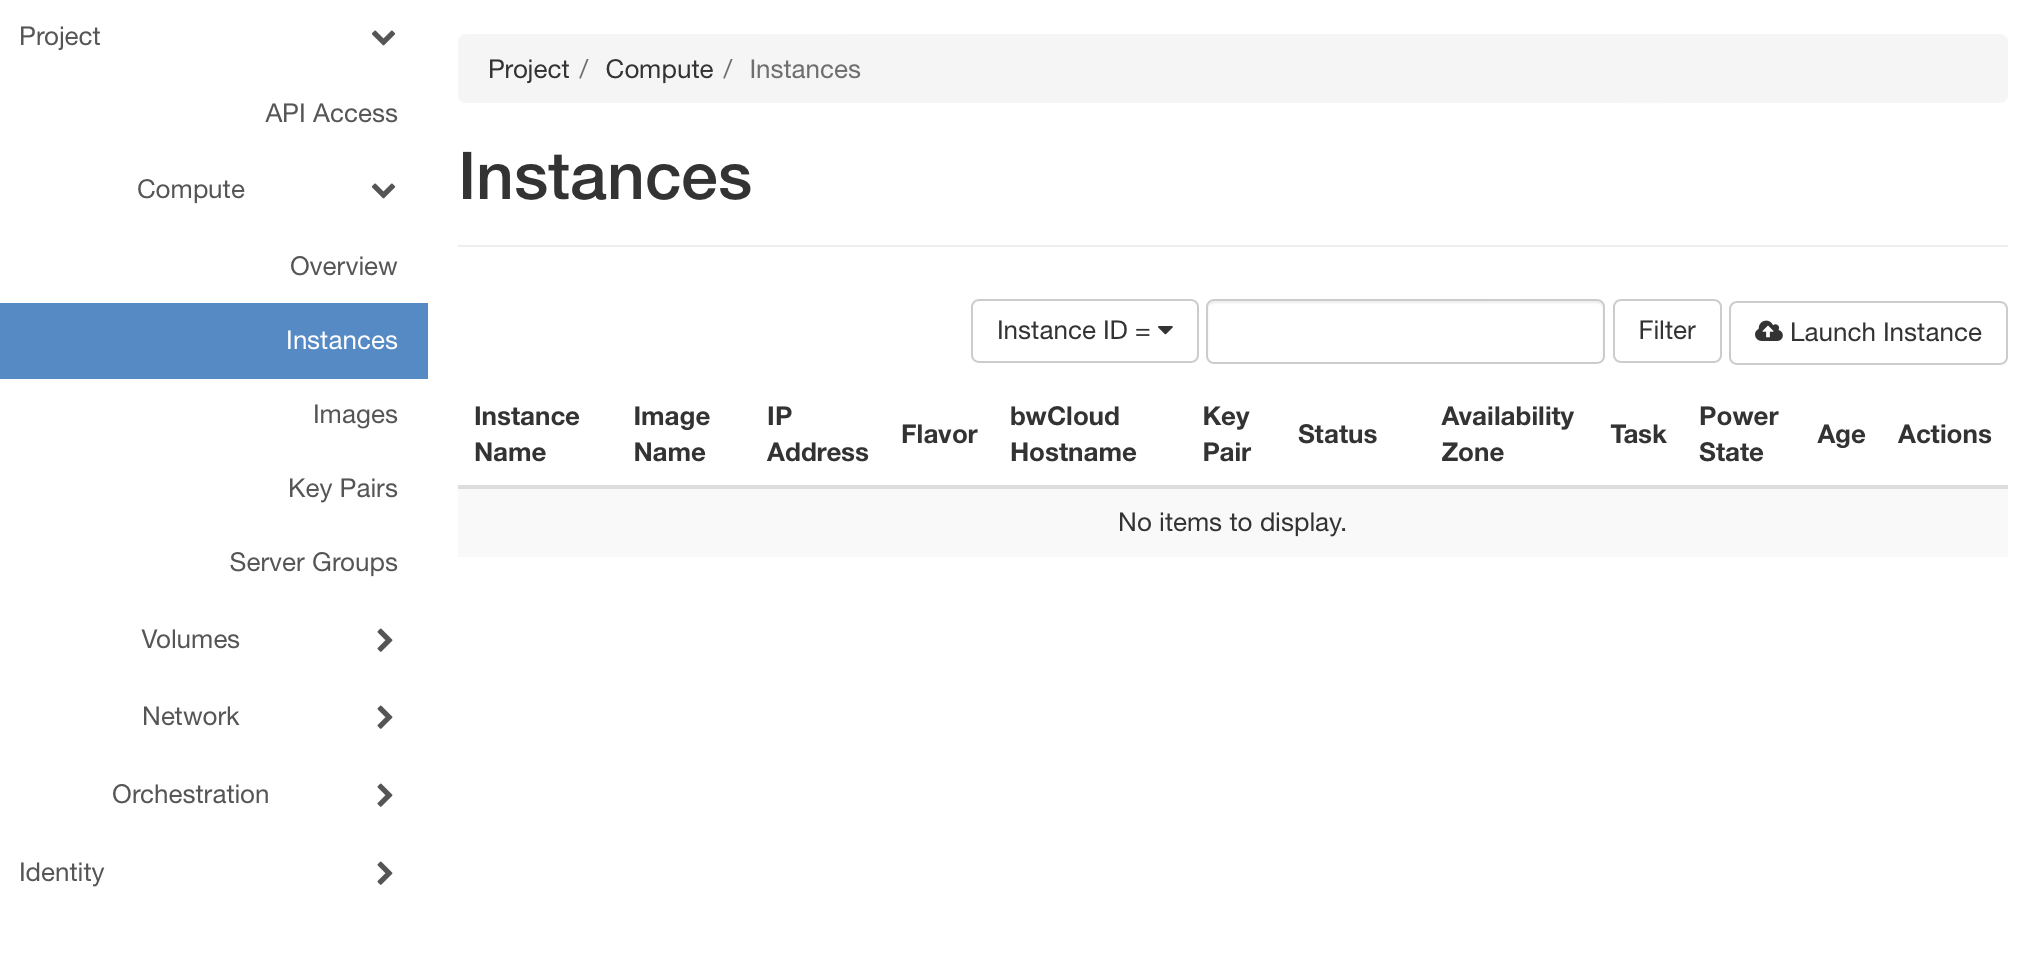 Project
API Access
Compute
Overview
Instances
Images
Key Pairs
Server Groups
Volumes
Network
Orchestration
Identity
Project / Compute / Instances
Instances
Instance ID = Filter Launch Instance
Instance Name Image Name IP Address Flavor bwCloud Hostname Key Pair Status Availability Zone Task Power State Age Actions
No items to display.